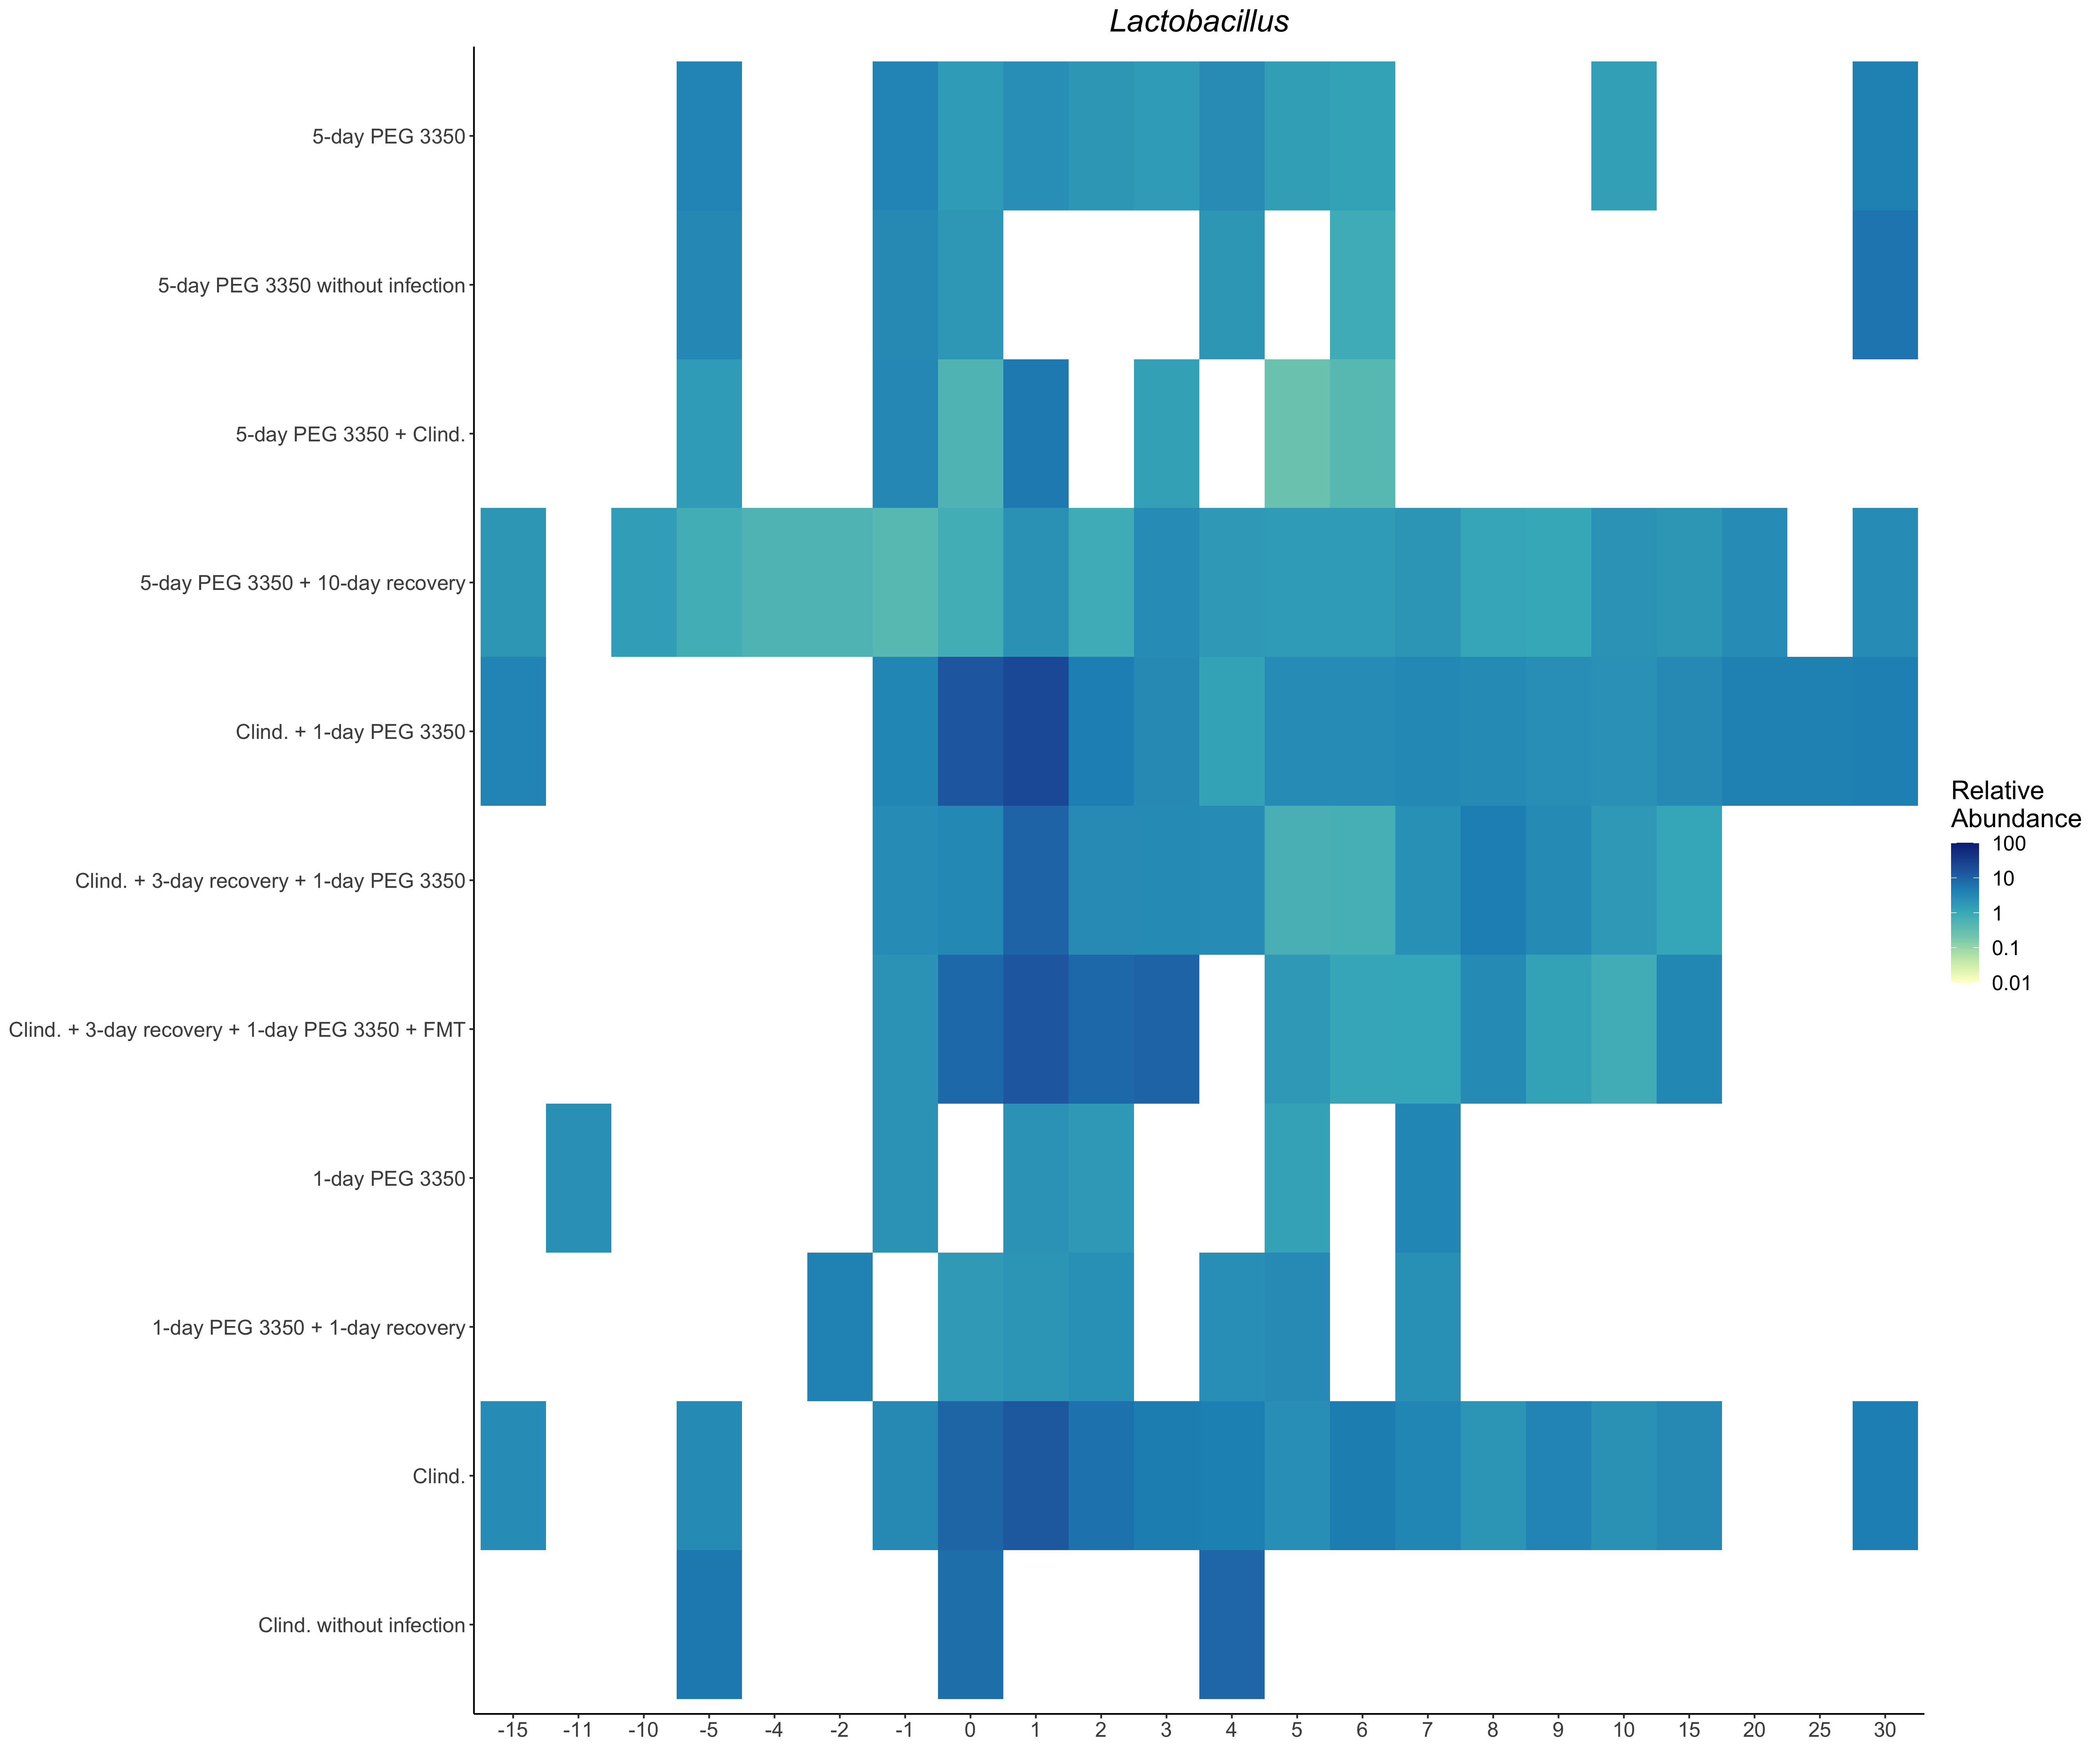 Lactobacillus
5-day PEG 3350
5-day PEG 3350 without infection
5-day PEG 3350 + Clind.
5-day PEG 3350 + 10-day recovery
Clind. + 1-day PEG 3350
Clind. + 3-day recovery + 1-day PEG 3350
Clind. + 3-day recovery + 1-day PEG 3350 + FMT
1-day PEG 3350
1-day PEG 3350 + 1-day recovery
Clind.
Clind. without infection
-15 -11 -10 -5 -4 -2 -1 0 1 2 3 4 5 6 7 8 9 10 15 20 25 30
Relative
Abundance
100
10
1
0.1
0.01